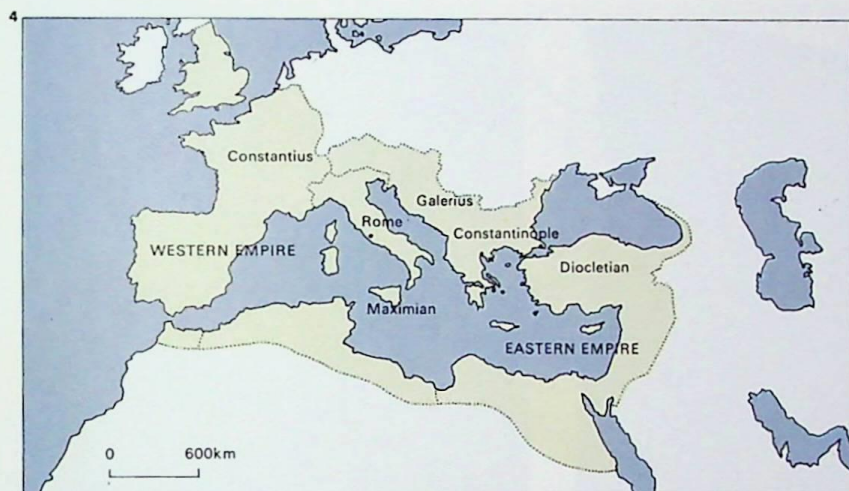 4
Constantius
Galerius
Rome
Constantinople
WESTERN EMPIRE
Diocletian
Maximian
EASTERN EMPIRE
0 600km